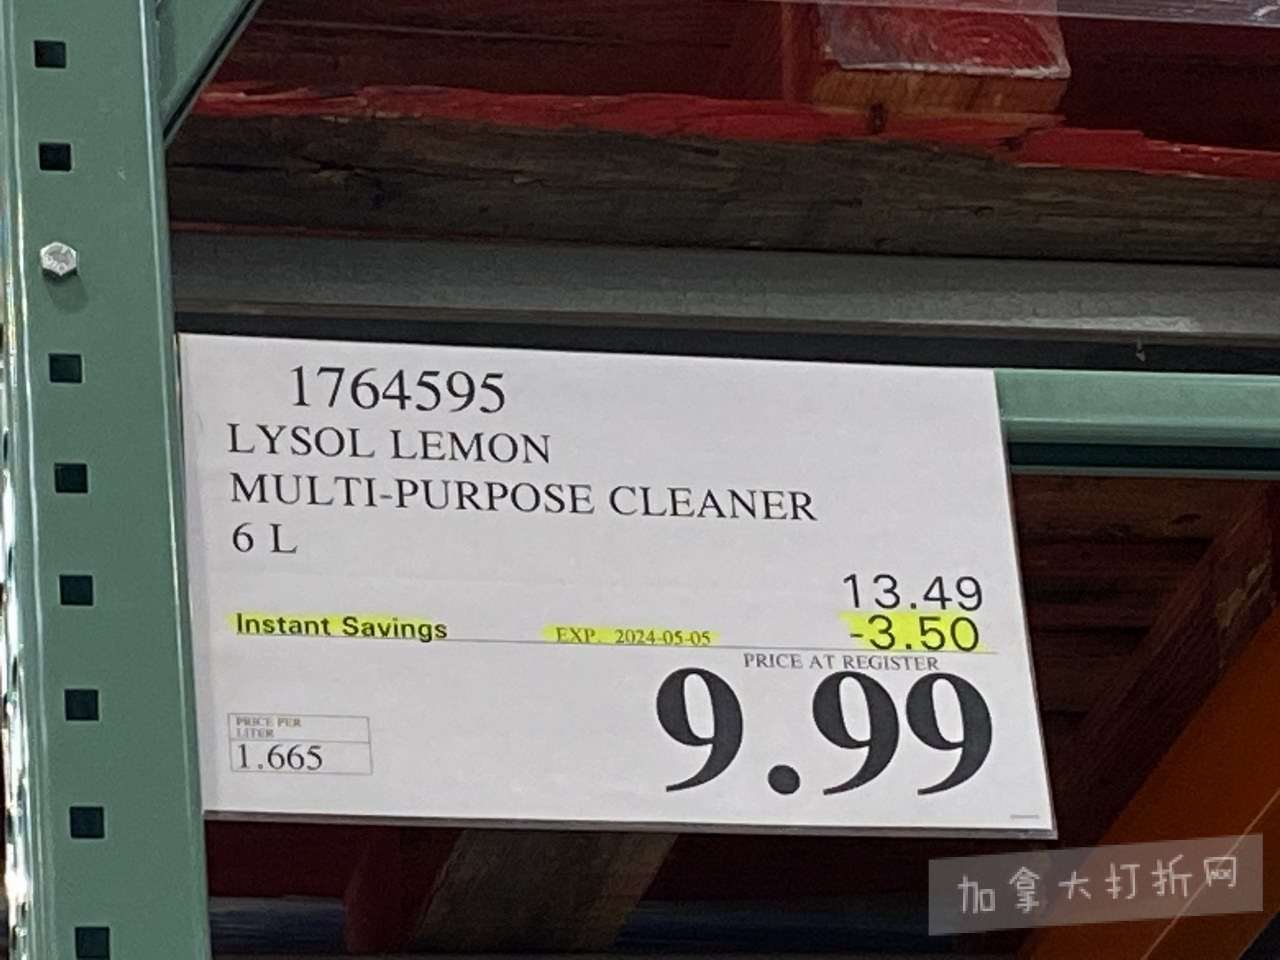 1764595
LYSOL LEMON
MULTI-PURPOSE CLEANER
6 L
13.49
Instant Savings EXP. 2024-05-05 -3.50
PRICE AT REGISTER
9.99
PRICE PER
LITER
1.665
加拿大打折网